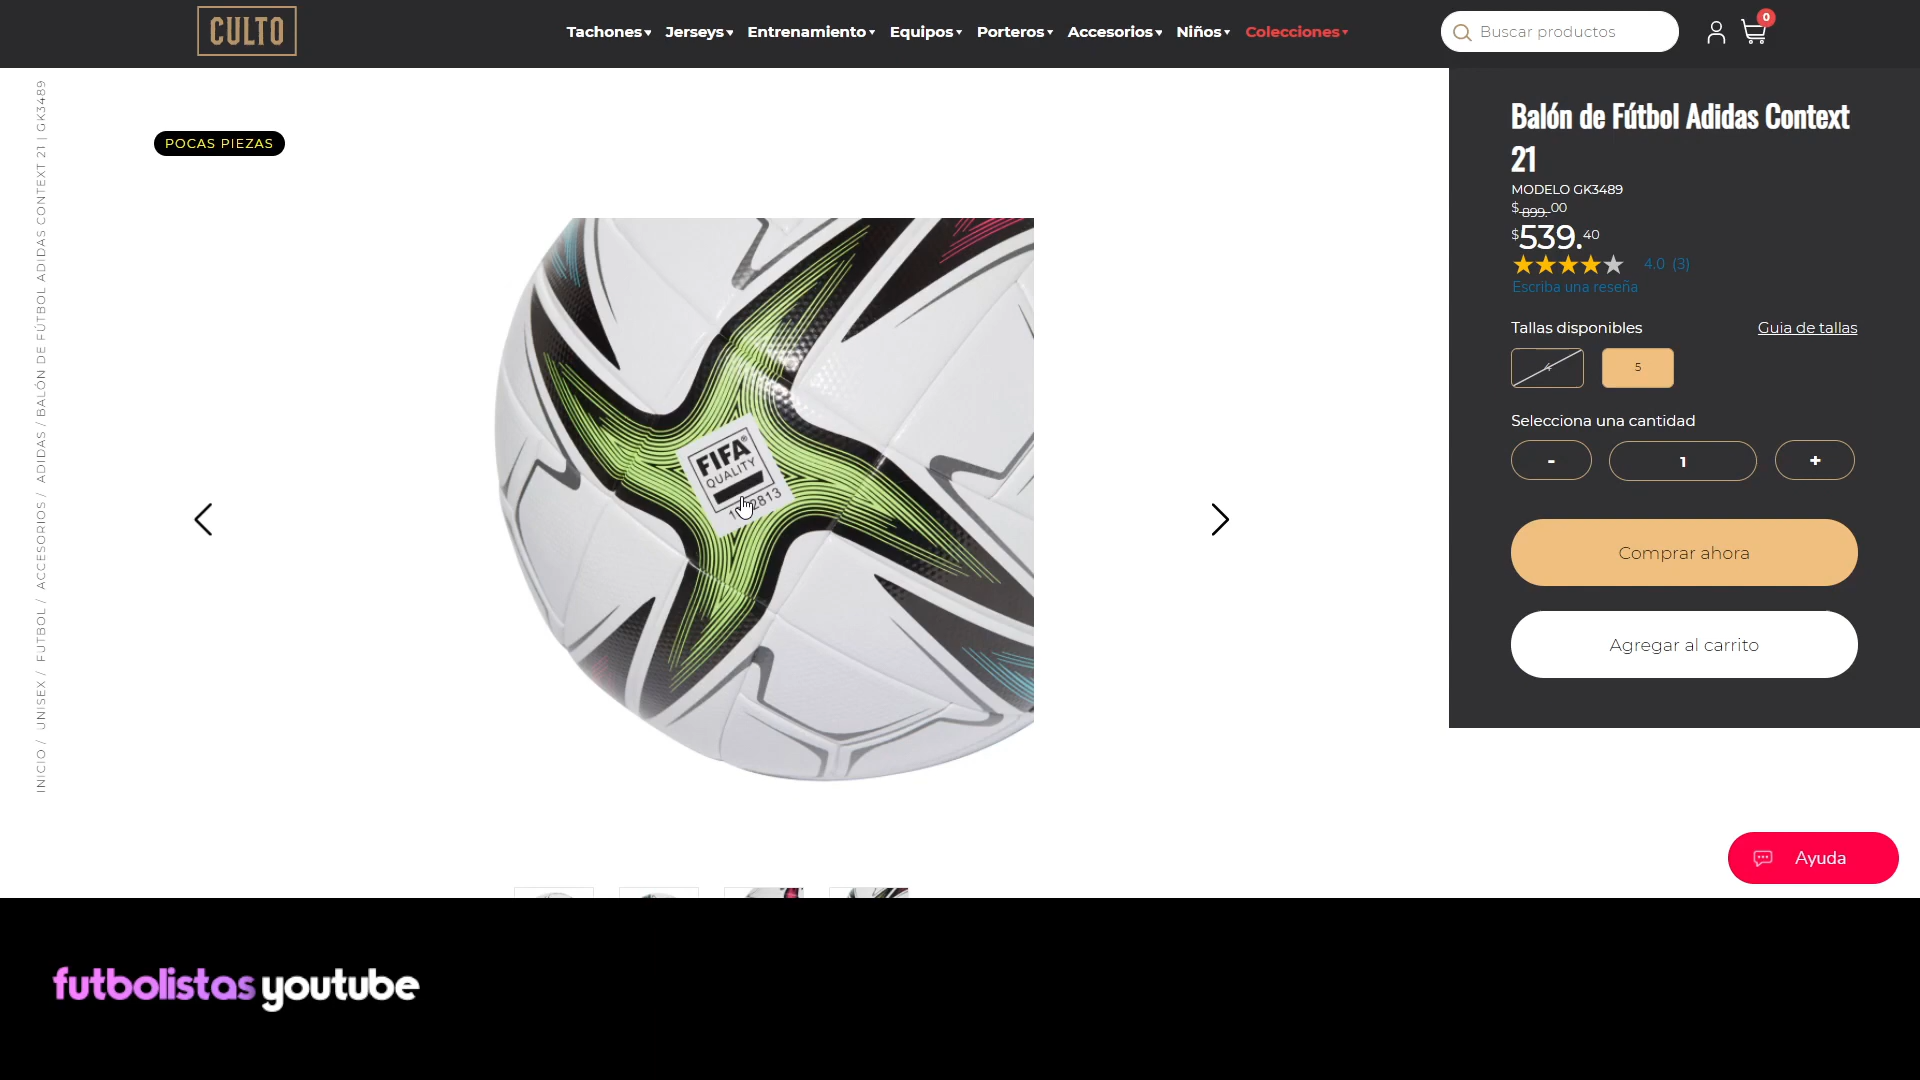 CULTO
Tachones Jerseys Entrenamiento Equipos Porteros Accesorios Niños Colecciones
Buscar productos
0
INICIO / UNISEX / FUTBOL / ACCESORIOS / ADIDAS / BALÓN DE FÚTBOL ADIDAS CONTEXT 21 | GK3489
POCAS PIEZAS
FIFA®
QUALITY
Balón de Fútbol Adidas Context
21
MODELO GK3489
$899.00
$539.40
4.0 (3)
Escriba una reseña
Tallas disponibles Guia de tallas
4 5
Selecciona una cantidad
- 1 +
Comprar ahora
Agregar al carrito
Ayuda
futbolistas youtube